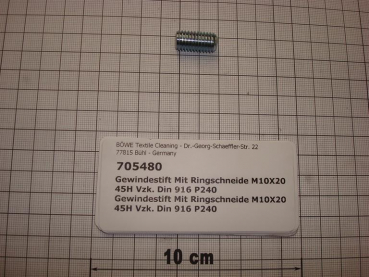 BÖWE Textile Cleaning - Dr.-Georg-Schaeffler-Str. 22
77815 Bühl - Germany
705480
Gewindestift Mit Ringschneide M10X20
45H Vzk. Din 916 P240
Gewindestift Mit Ringschneide M10X20
45H Vzk. Din 916 P240
10 cm